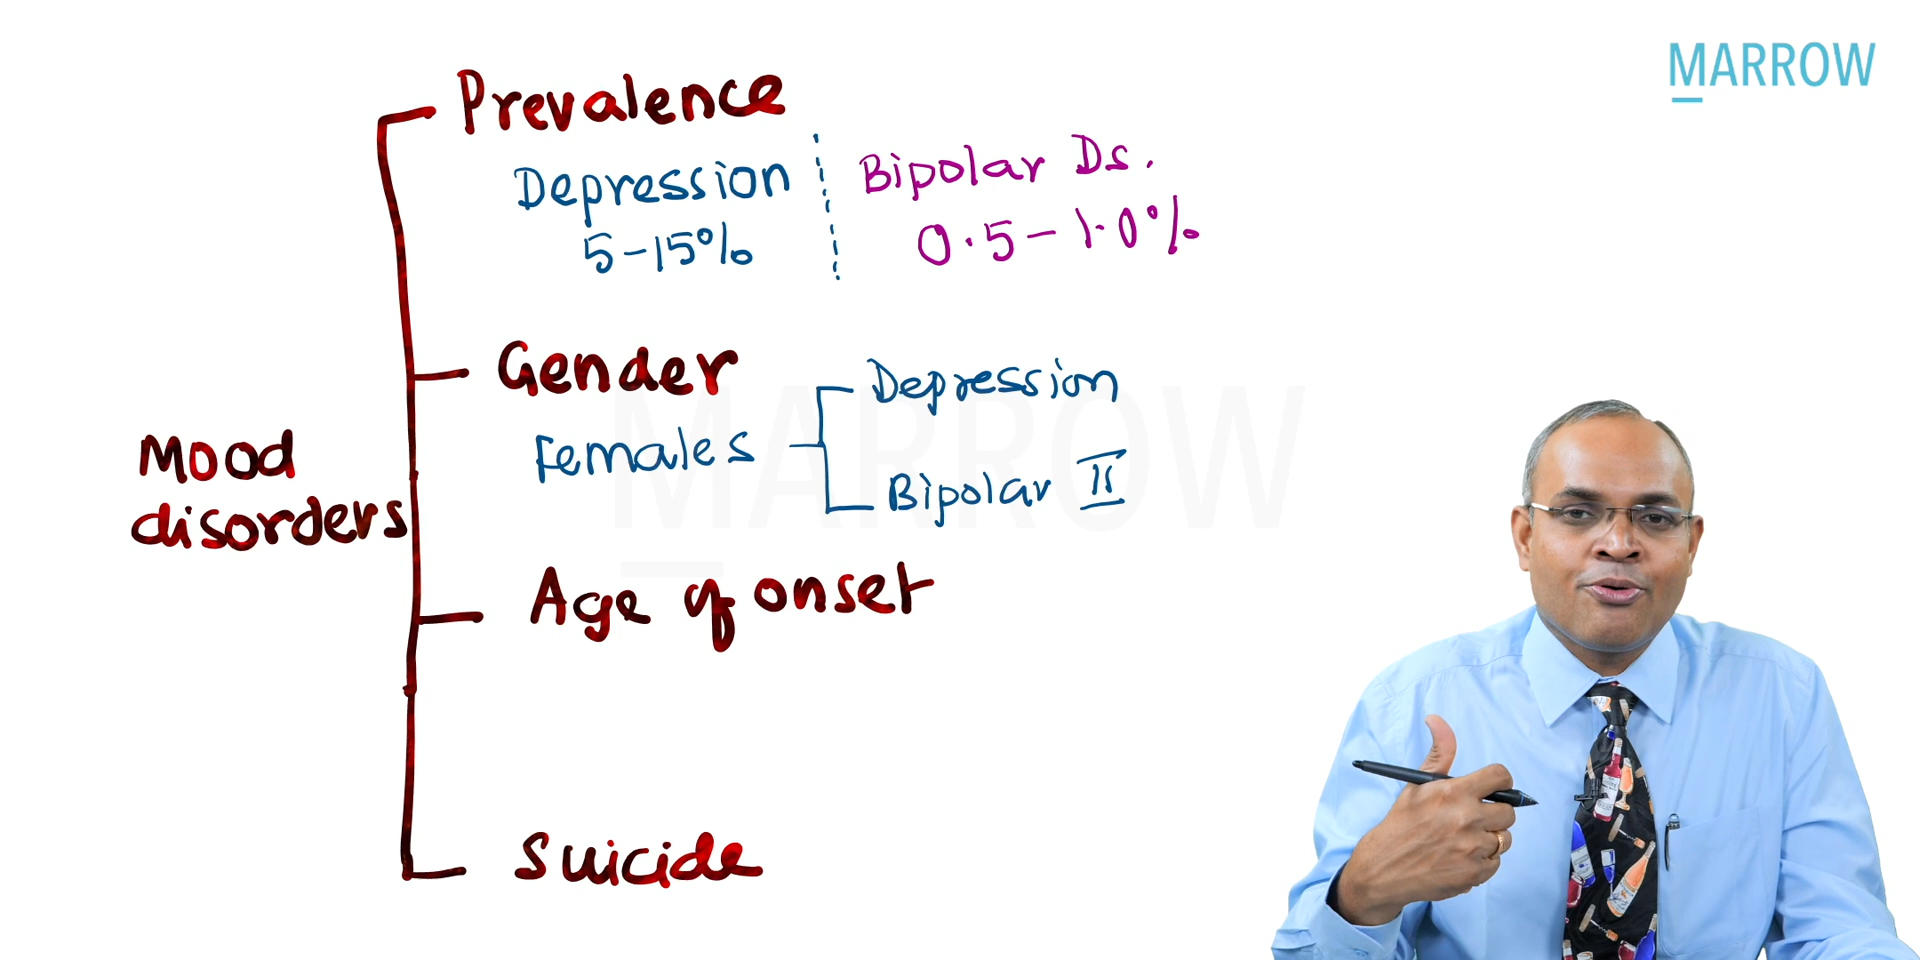 MARROW
Prevalence
Depression
5-15%
Bipolar Ds.
0.5-1.0%
Gender
Females
Depression
Bipolar II
Mood
disorders
Age of onset
Suicide
MARROW